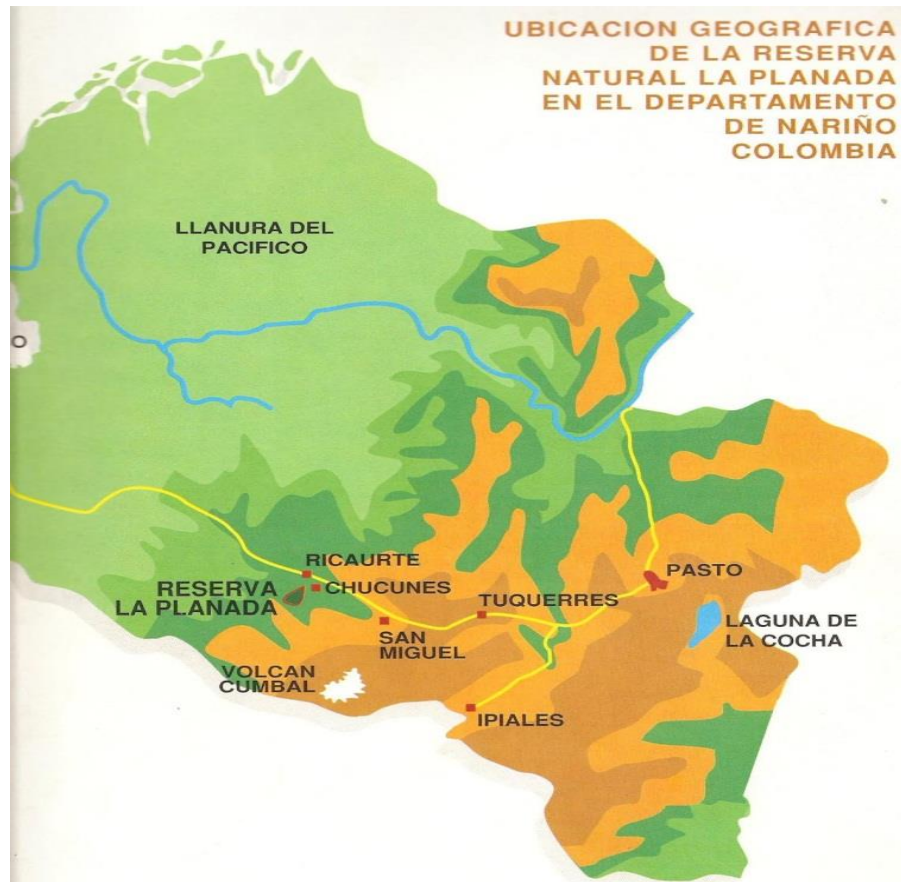 UBICACION GEOGRAFICA
DE LA RESERVA
NATURAL LA PLANADA
EN EL DEPARTAMENTO
DE NARIÑO
COLOMBIA
LLANURA DEL
PACIFICO
O
RICAURTE
CHUCUNES
RESERVA
LA PLANADA
PASTO
TUQUERRES
LAGUNA DE
LA COCHA
SAN
MIGUEL
VOLCAN
CUMBAL
IPIALES